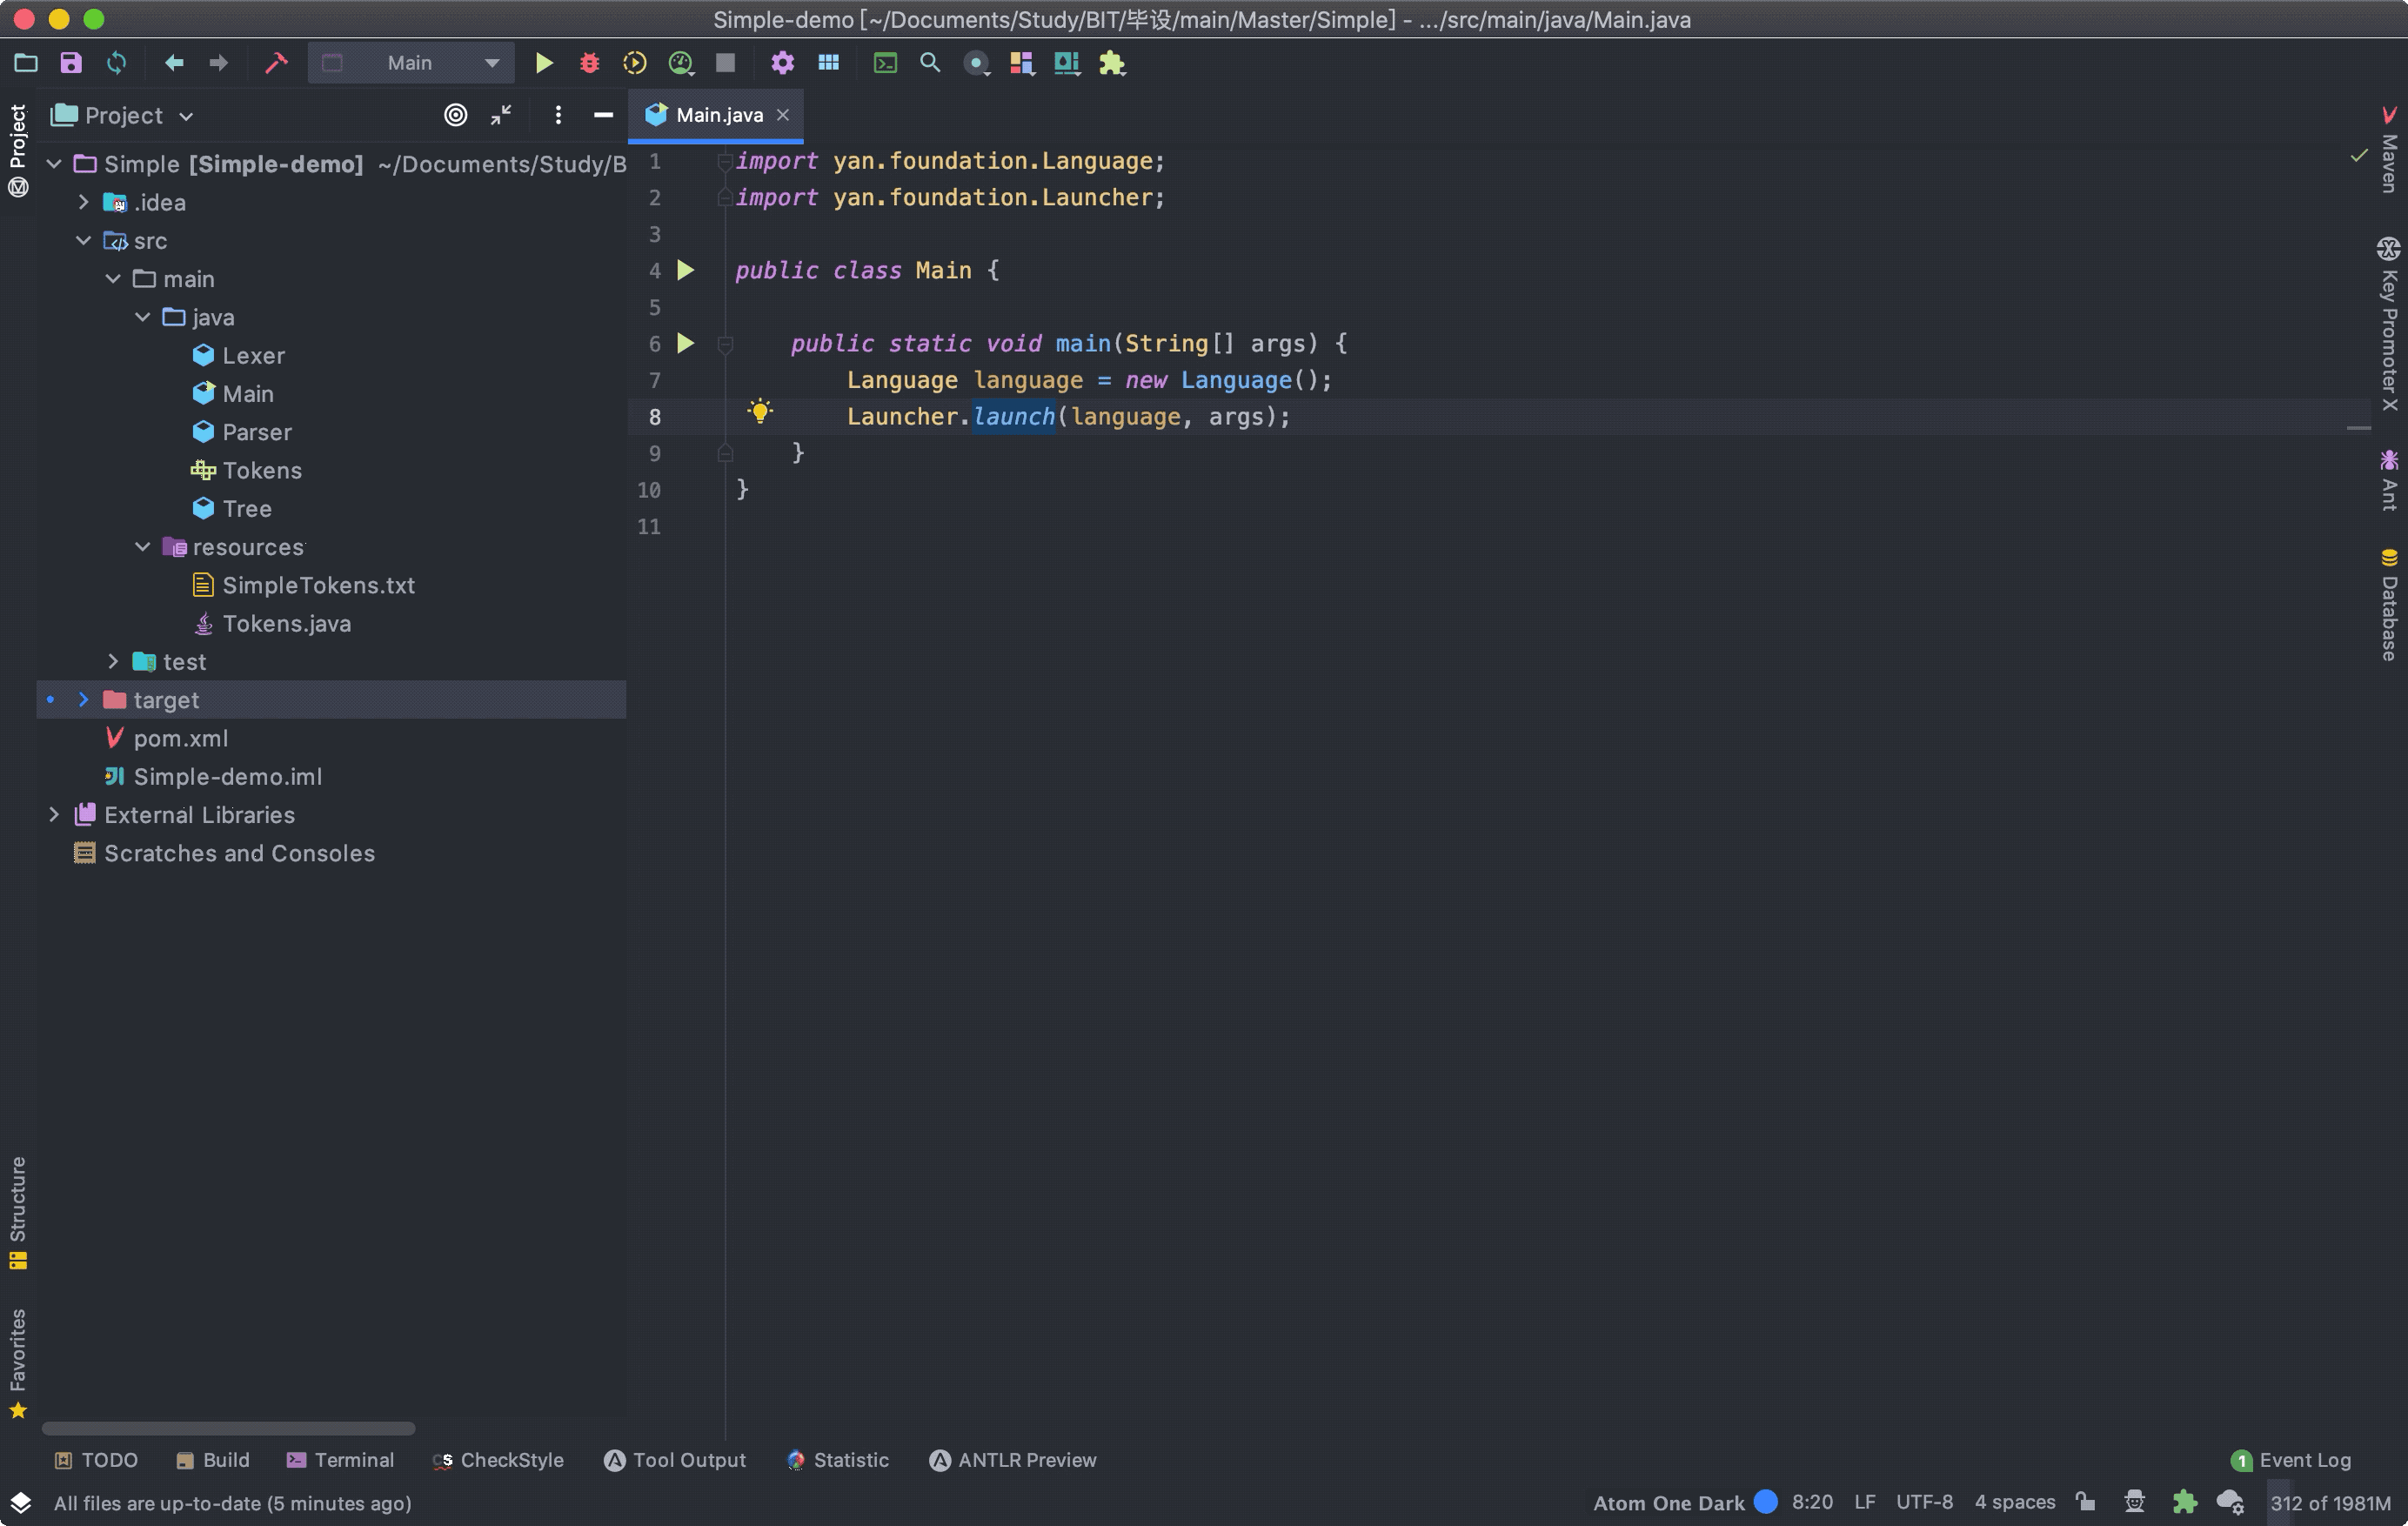 Simple-demo [~/Documents/Study/BIT/毕设/main/Master/Simple] - .../src/main/java/Main.java
Main
Project
Project
Main.java
Simple [Simple-demo] ~/Documents/Study/B
.idea
src
main
java
Lexer
Main
Parser
Tokens
Tree
resources
SimpleTokens.txt
Tokens.java
test
target
pom.xml
Simple-demo.iml
External Libraries
Scratches and Consoles
1 import yan.foundation.Language;
2 import yan.foundation.Launcher;
3
4 public class Main {
5
6 public static void main(String[] args) {
7 Language language = new Language();
8 Launcher.launch(language, args);
9 }
10 }
11
Maven
Key Promoter X
Ant
Database
Structure
Favorites
TODO Build Terminal CS CheckStyle A Tool Output Statistic A ANTLR Preview 1 Event Log
All files are up-to-date (5 minutes ago) Atom One Dark 8:20 LF UTF-8 4 spaces 312 of 1981M